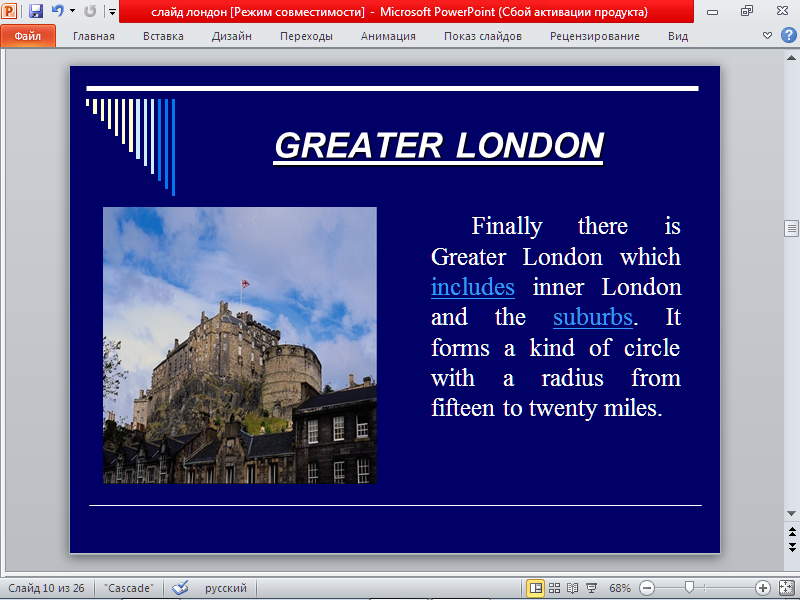 слайд лондон [Режим совместимости] - Microsoft PowerPoint (Сбой активации продукта)
Файл Главная Вставка Дизайн Переходы Анимация Показ слайдов Рецензирование Вид
GREATER LONDON
Finally there is
Greater London which
includes inner London
and the suburbs. It
forms a kind of circle
with a radius from
fifteen to twenty miles.
Слайд 10 из 26 "Cascade" русский 68%